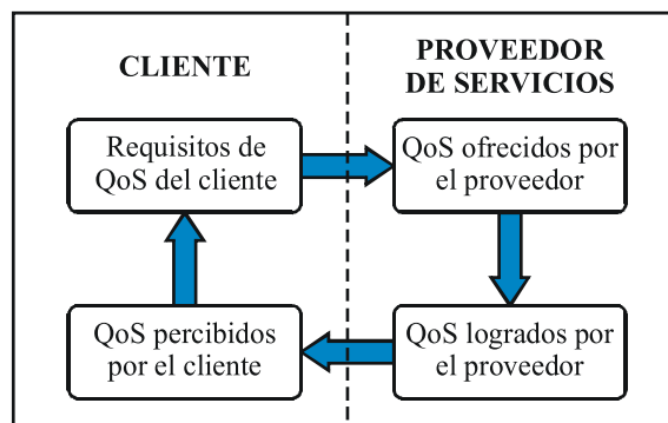 CLIENTE
PROVEEDOR
DE SERVICIOS
Requisitos de
QoS del cliente
QoS ofrecidos por
el proveedor
QoS percibidos
por el cliente
QoS logrados por
el proveedor